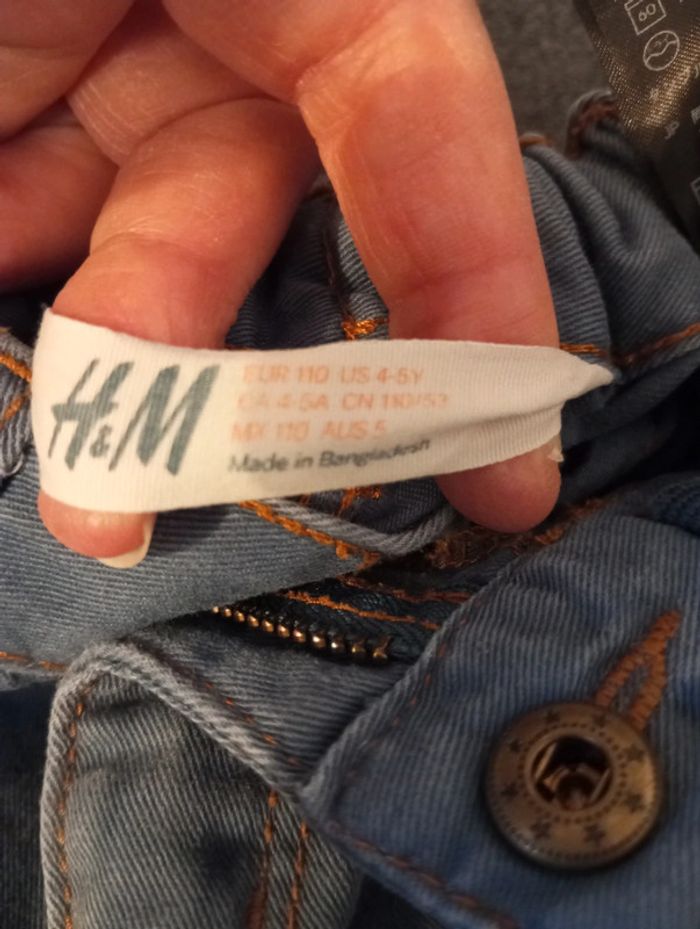 H&M
EUR 110 US 4-5Y
CA 4-5A CN 110/53
MX 110 AUS 5
Made in Bangladesh